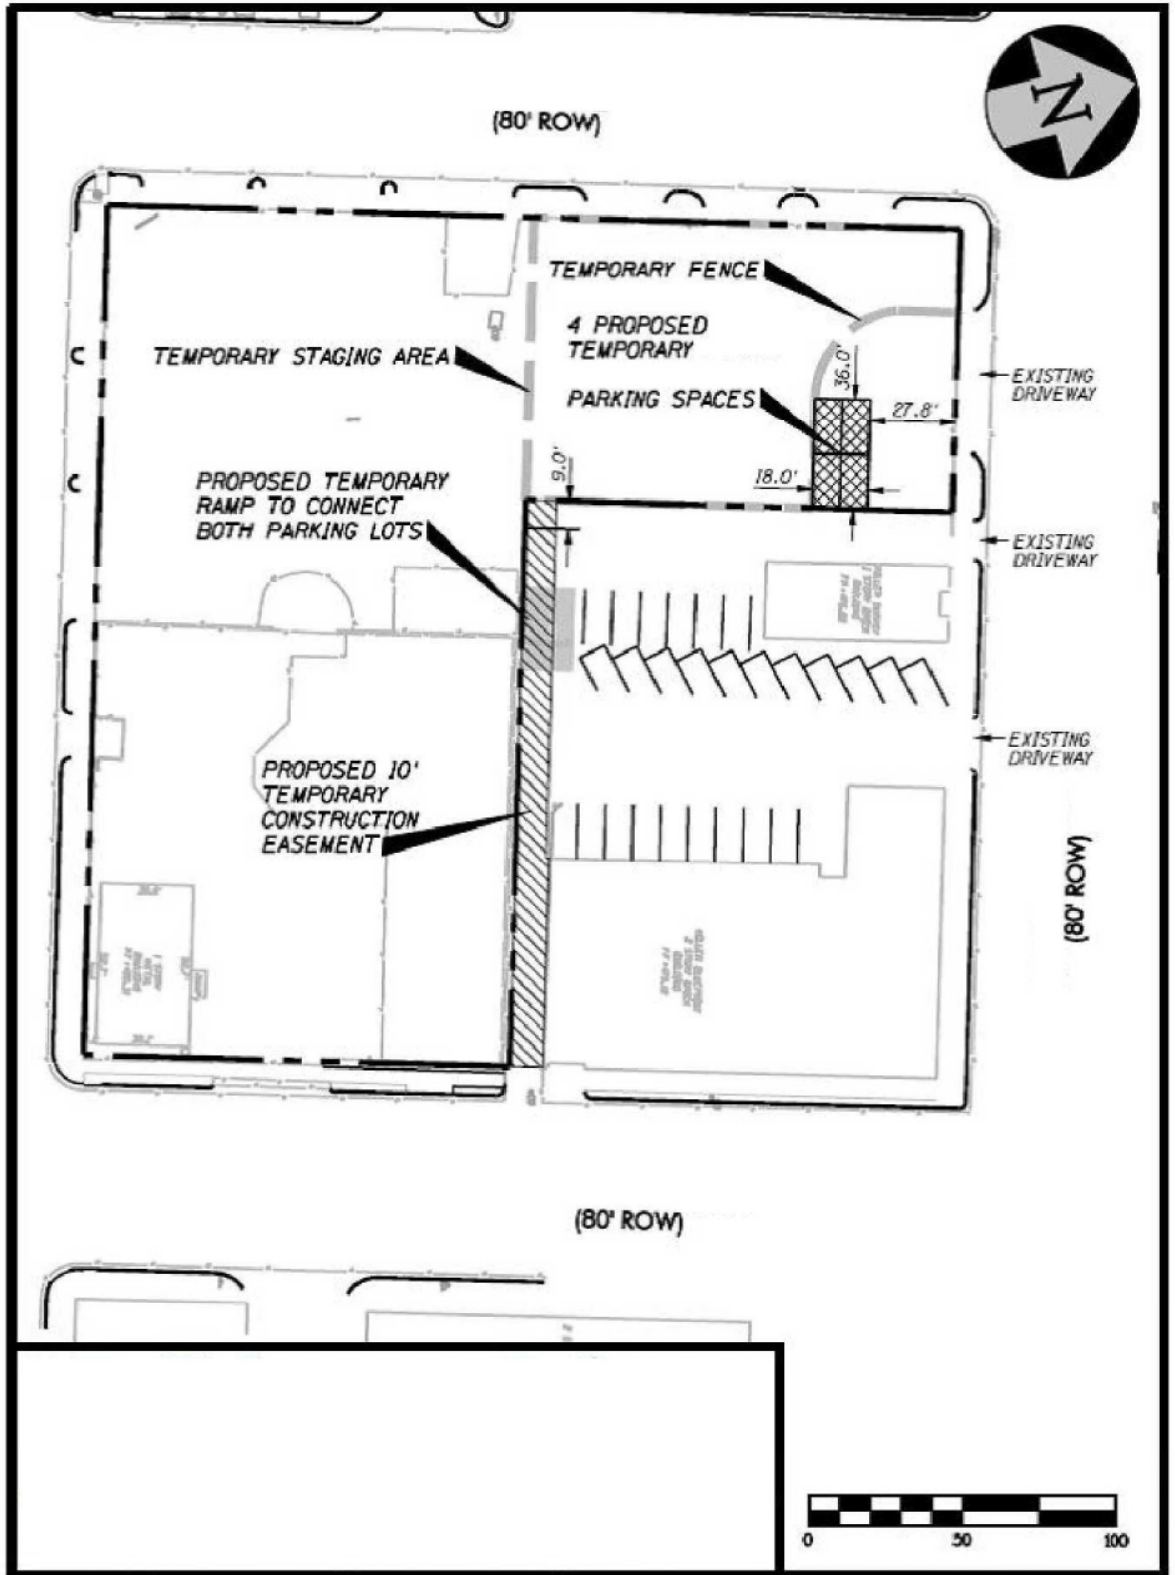 N
(80' ROW)
TEMPORARY FENCE
4 PROPOSED
TEMPORARY
36.0'
TEMPORARY STAGING AREA
EXISTING
DRIVEWAY
PARKING SPACES
27.8'
9.0'
18.0'
PROPOSED TEMPORARY
RAMP TO CONNECT
BOTH PARKING LOTS
EXISTING
DRIVEWAY
EXISTING
DRIVEWAY
PROPOSED 10'
TEMPORARY
CONSTRUCTION
EASEMENT
(80' ROW)
(80' ROW)
0 50 100